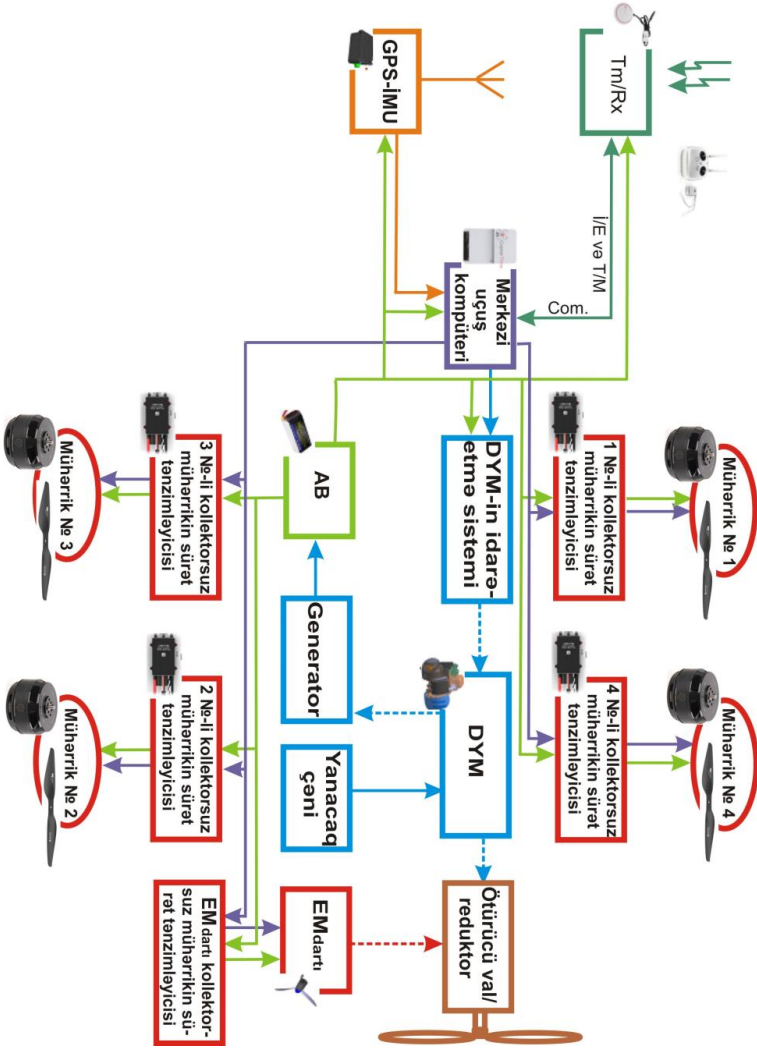 Tm/Rx
GPS-İMU
İ/E və T/M
Com.
Mərkəzi
uçuş
kompüteri
Mühərrik № 1
1 №-li kollektorsuz
mühərrikin sürət
tənzimləyicisi
DYM-in idarə-
etmə sistemi
AB
3 №-li kollektorsuz
mühərrikin sürət
tənzimləyicisi
Mühərrik № 3
Mühərrik № 4
4 №-li kollektorsuz
mühərrikin sürət
tənzimləyicisi
DYM
Generator
Yanacaq
çəni
2 №-li kollektorsuz
mühərrikin sürət
tənzimləyicisi
Mühərrik № 2
Ötürücü val/
reduktor
EMdartı
EMdartı kollektor-
suz mühərrikin sü-
rət tənzimləyicisi